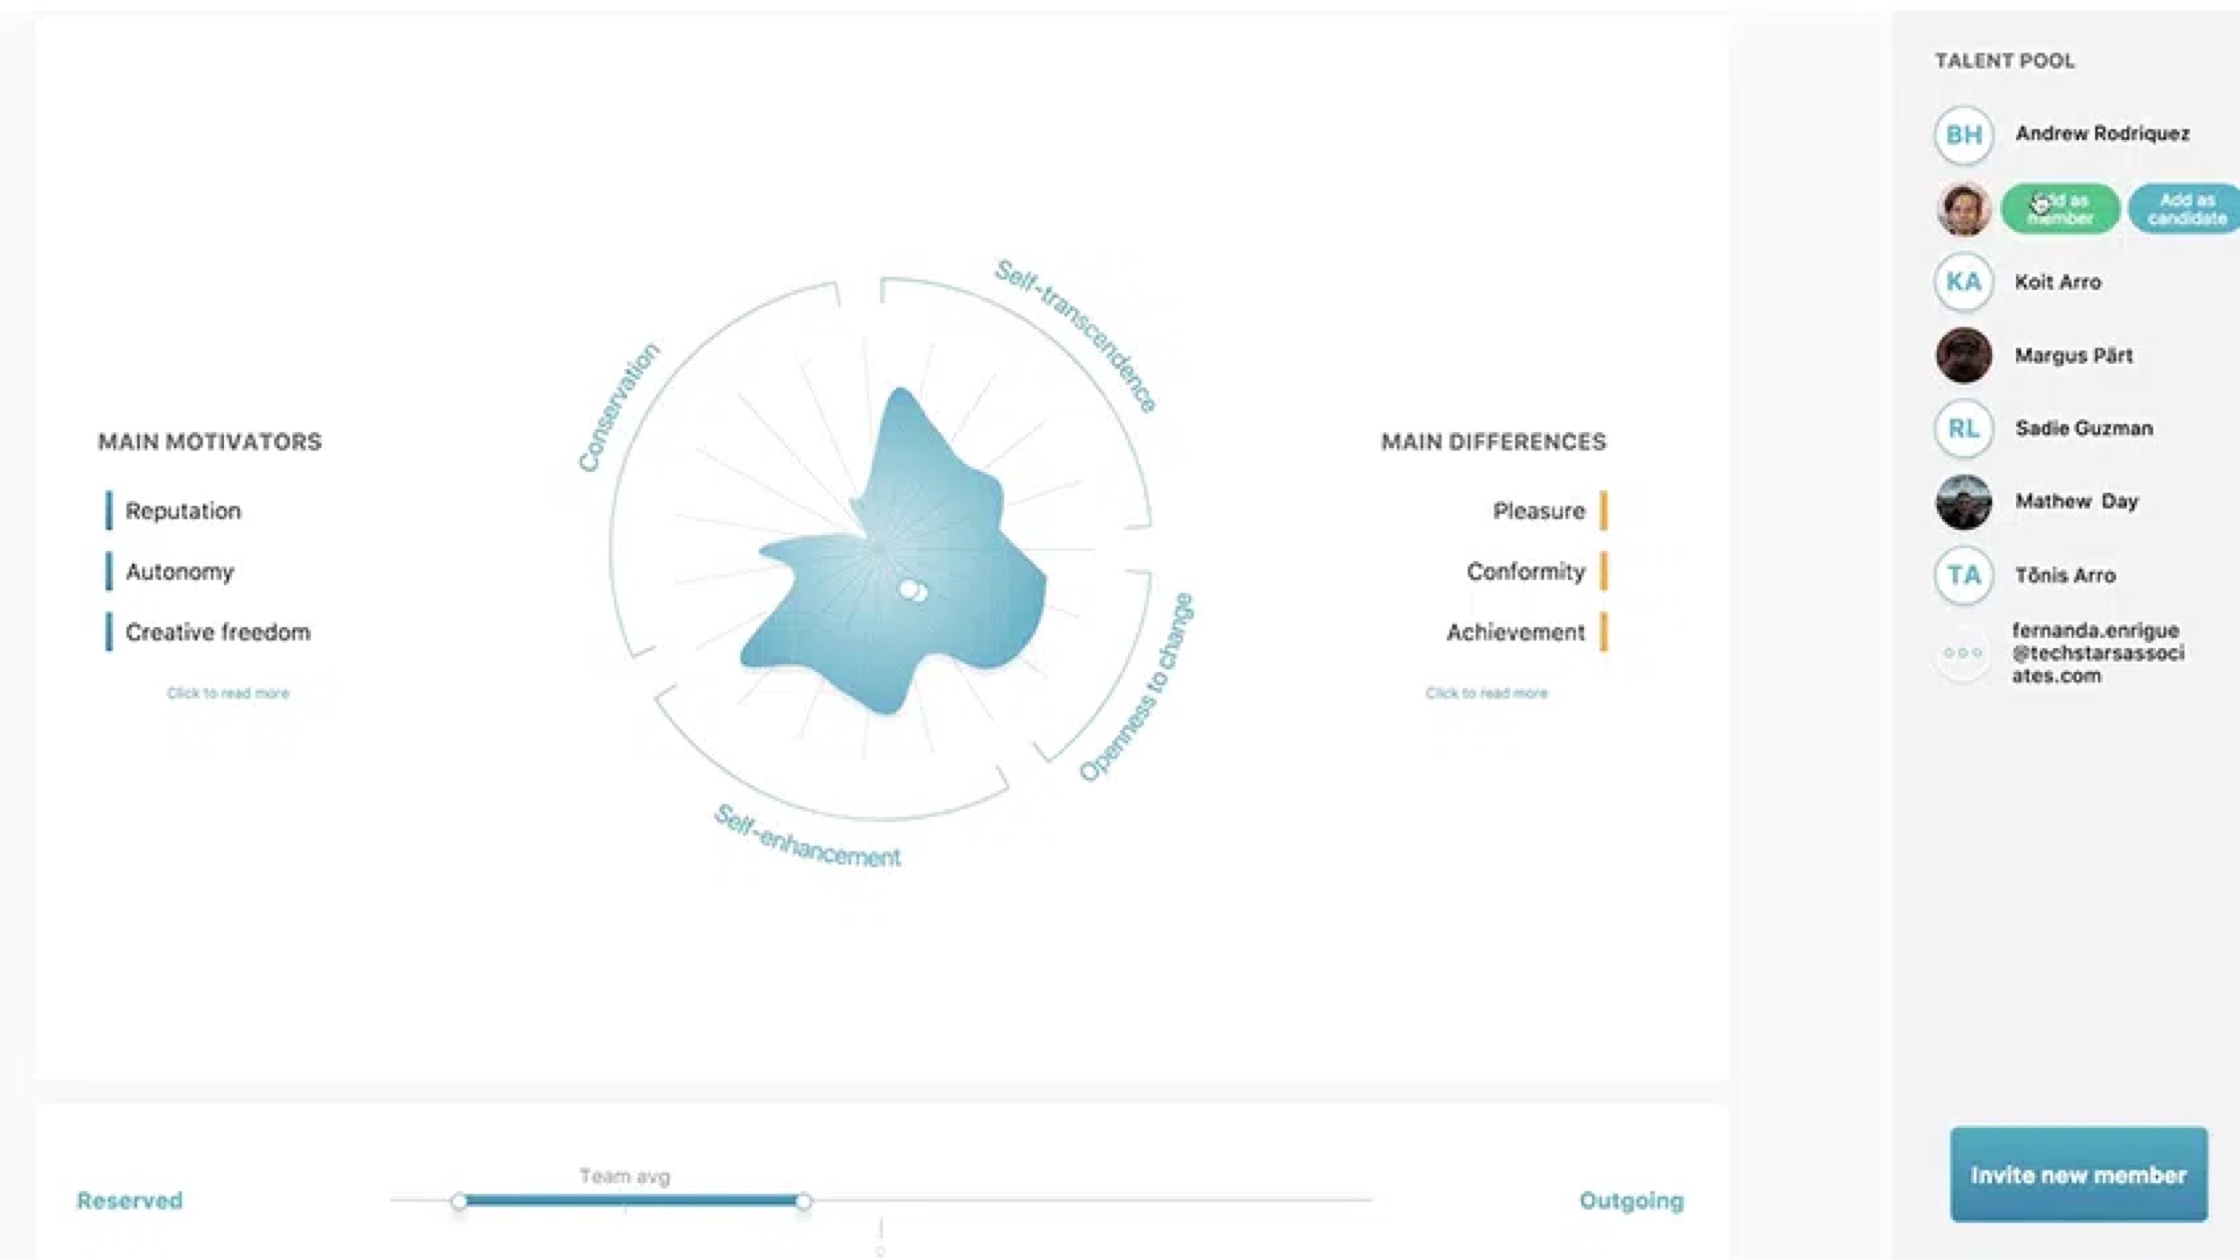 TALENT POOL
BH
Andrew Rodriquez
Add as
member
Add as
candidate
KA
Koit Arro
Margus Pärt
RL
Sadie Guzman
Mathew Day
TA
Tõnis Arro
fernanda.enrigue
@techstarsassoci
ates.com
Invite new member
MAIN MOTIVATORS
Reputation
Autonomy
Creative freedom
Click to read more
Conservation
Self-transcendence
Openness to change
Self-enhancement
MAIN DIFFERENCES
Pleasure
Conformity
Achievement
Click to read more
Reserved
Team avg
Outgoing
0